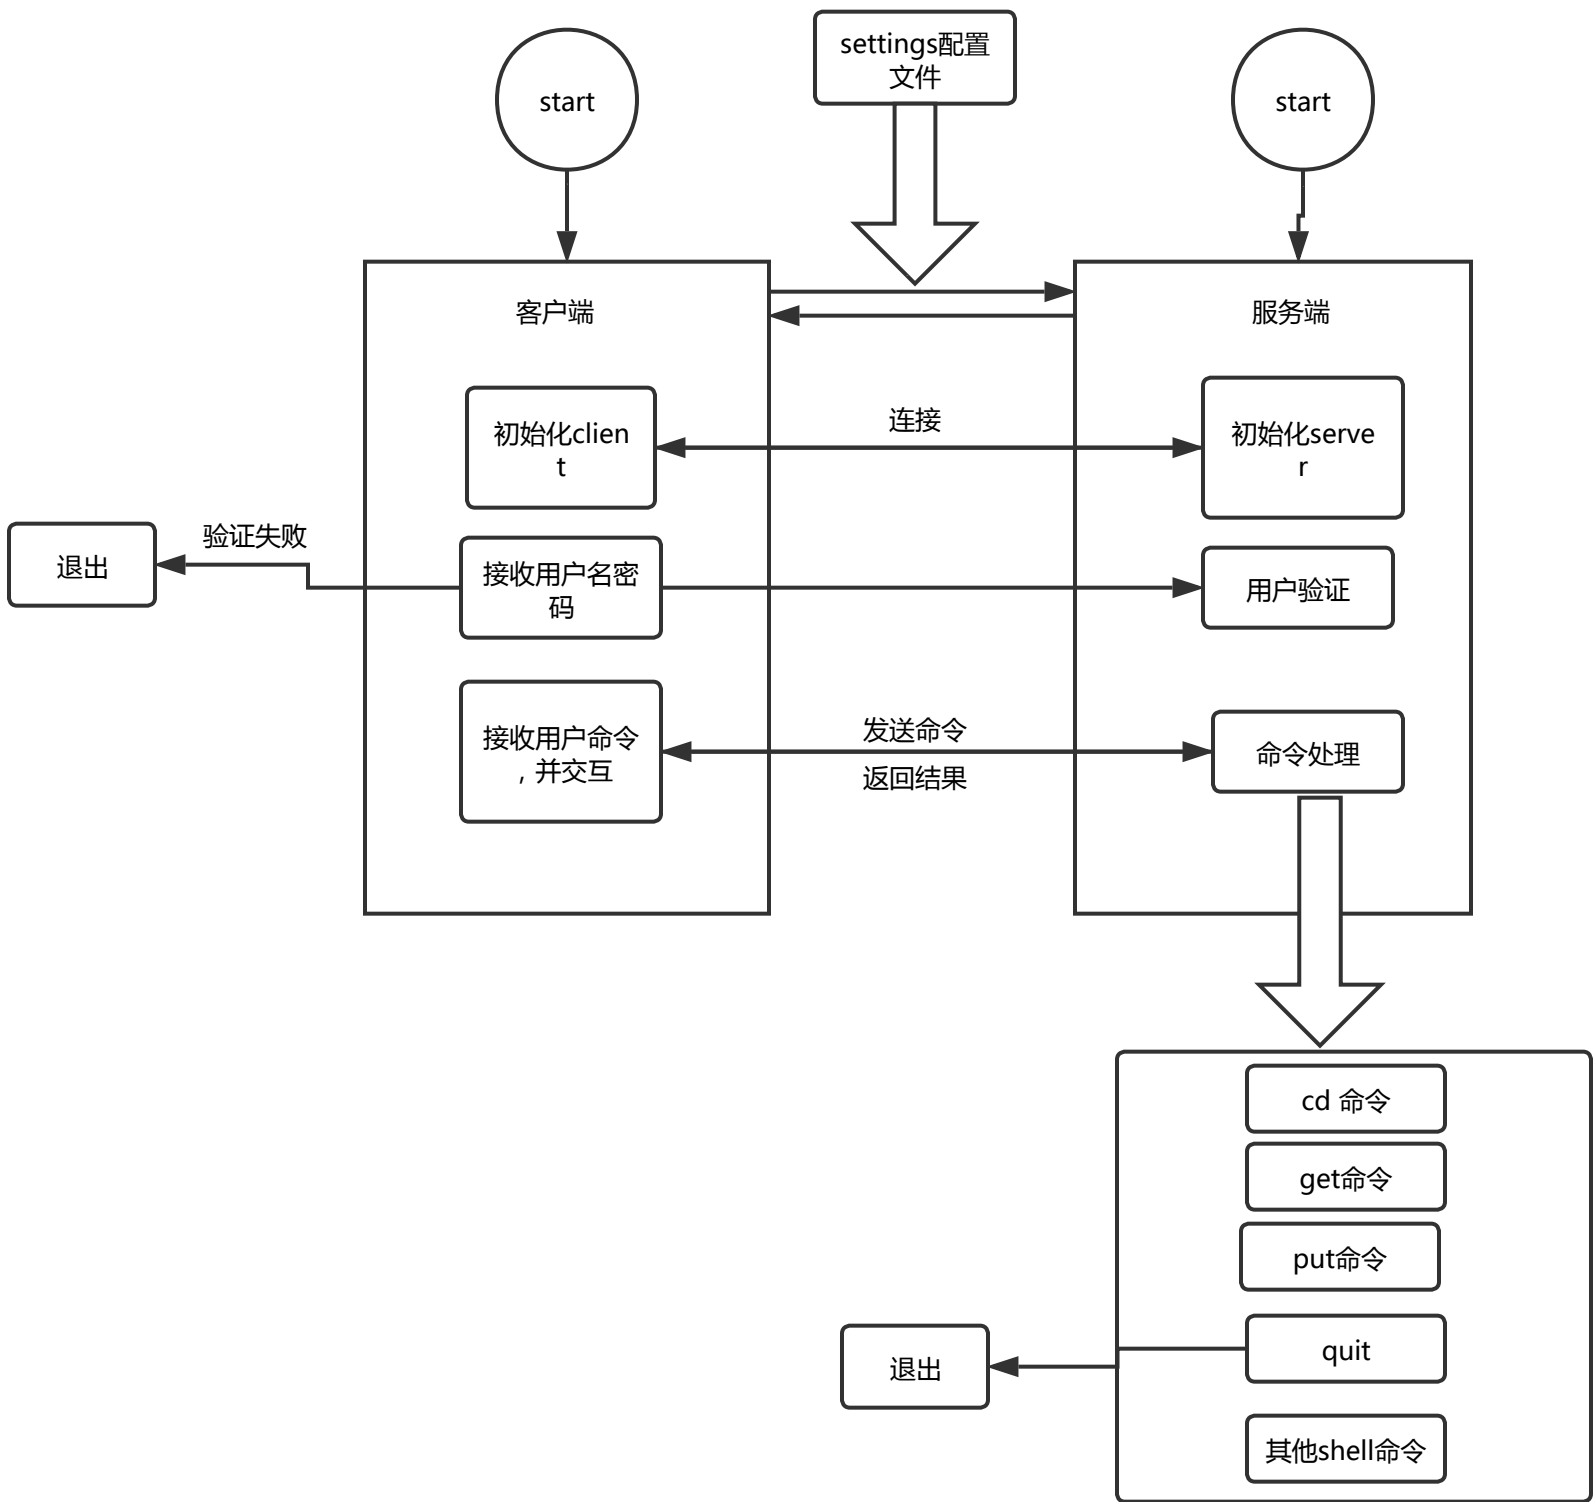 start
settings配置
文件
start
客户端
服务端
初始化clien
t
连接
初始化serve
r
退出
验证失败
接收用户名密
码
用户验证
接收用户命令
，并交互
发送命令
返回结果
命令处理
cd 命令
get命令
put命令
quit
退出
其他shell命令